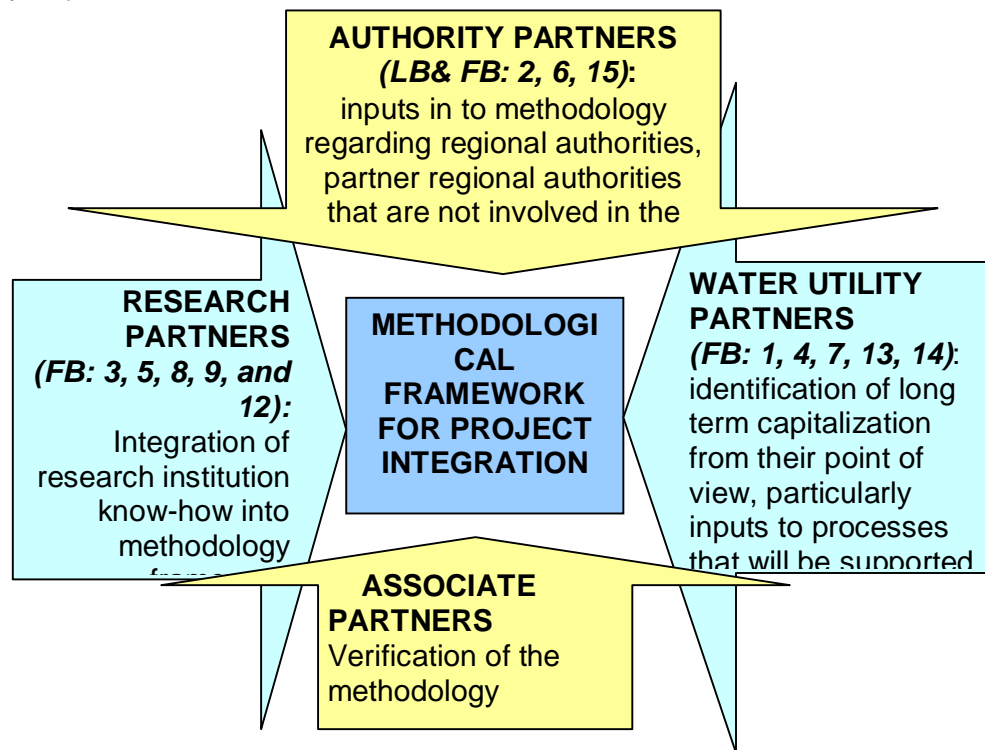 AUTHORITY PARTNERS
(LB& FB: 2, 6, 15):
inputs in to methodology
regarding regional authorities,
partner regional authorities
that are not involved in the
RESEARCH
PARTNERS
(FB: 3, 5, 8, 9, and
12):
Integration of
research institution
know-how into
methodology
METHODOLOGI
CAL
FRAMEWORK
FOR PROJECT
INTEGRATION
WATER UTILITY
PARTNERS
(FB: 1, 4, 7, 13, 14):
identification of long
term capitalization
from their point of
view, particularly
inputs to processes
that will be supported
ASSOCIATE
PARTNERS
Verification of the
methodology